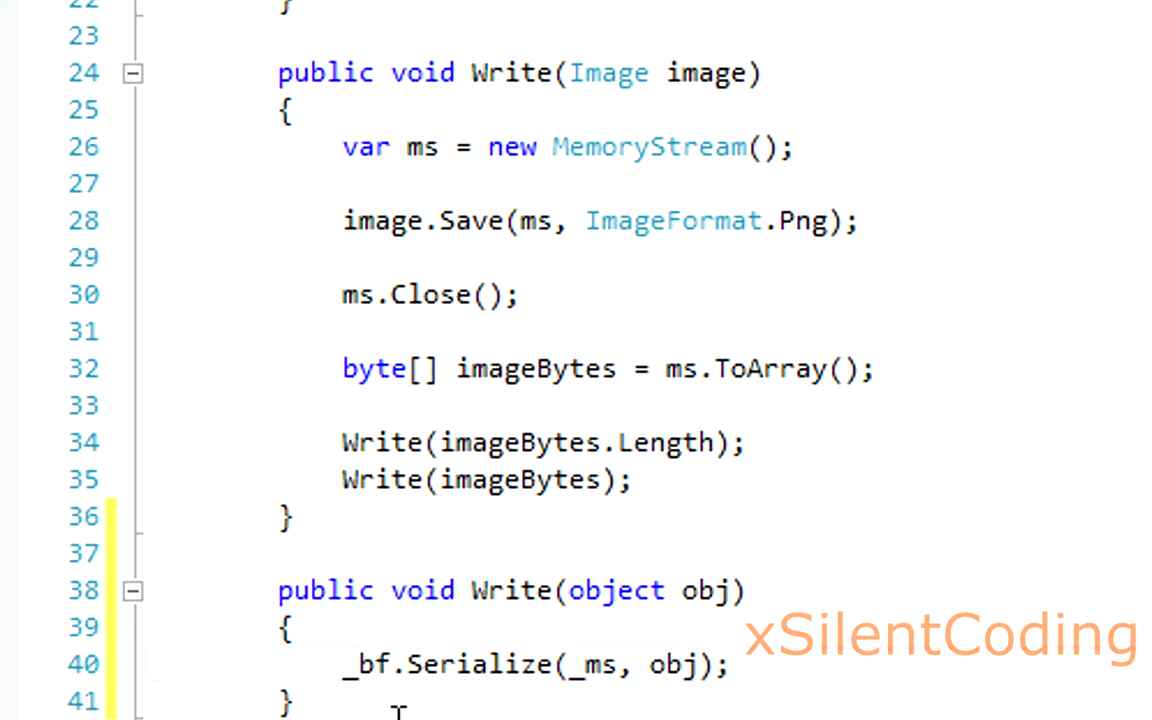 22 }
23
24 public void Write(Image image)
25 {
26 var ms = new MemoryStream();
27
28 image.Save(ms, ImageFormat.Png);
29
30 ms.Close();
31
32 byte[] imageBytes = ms.ToArray();
33
34 Write(imageBytes.Length);
35 Write(imageBytes);
36 }
37
38 public void Write(object obj)
39 {
xSilentCoding
40 _bf.Serialize(_ms, obj);
41 }